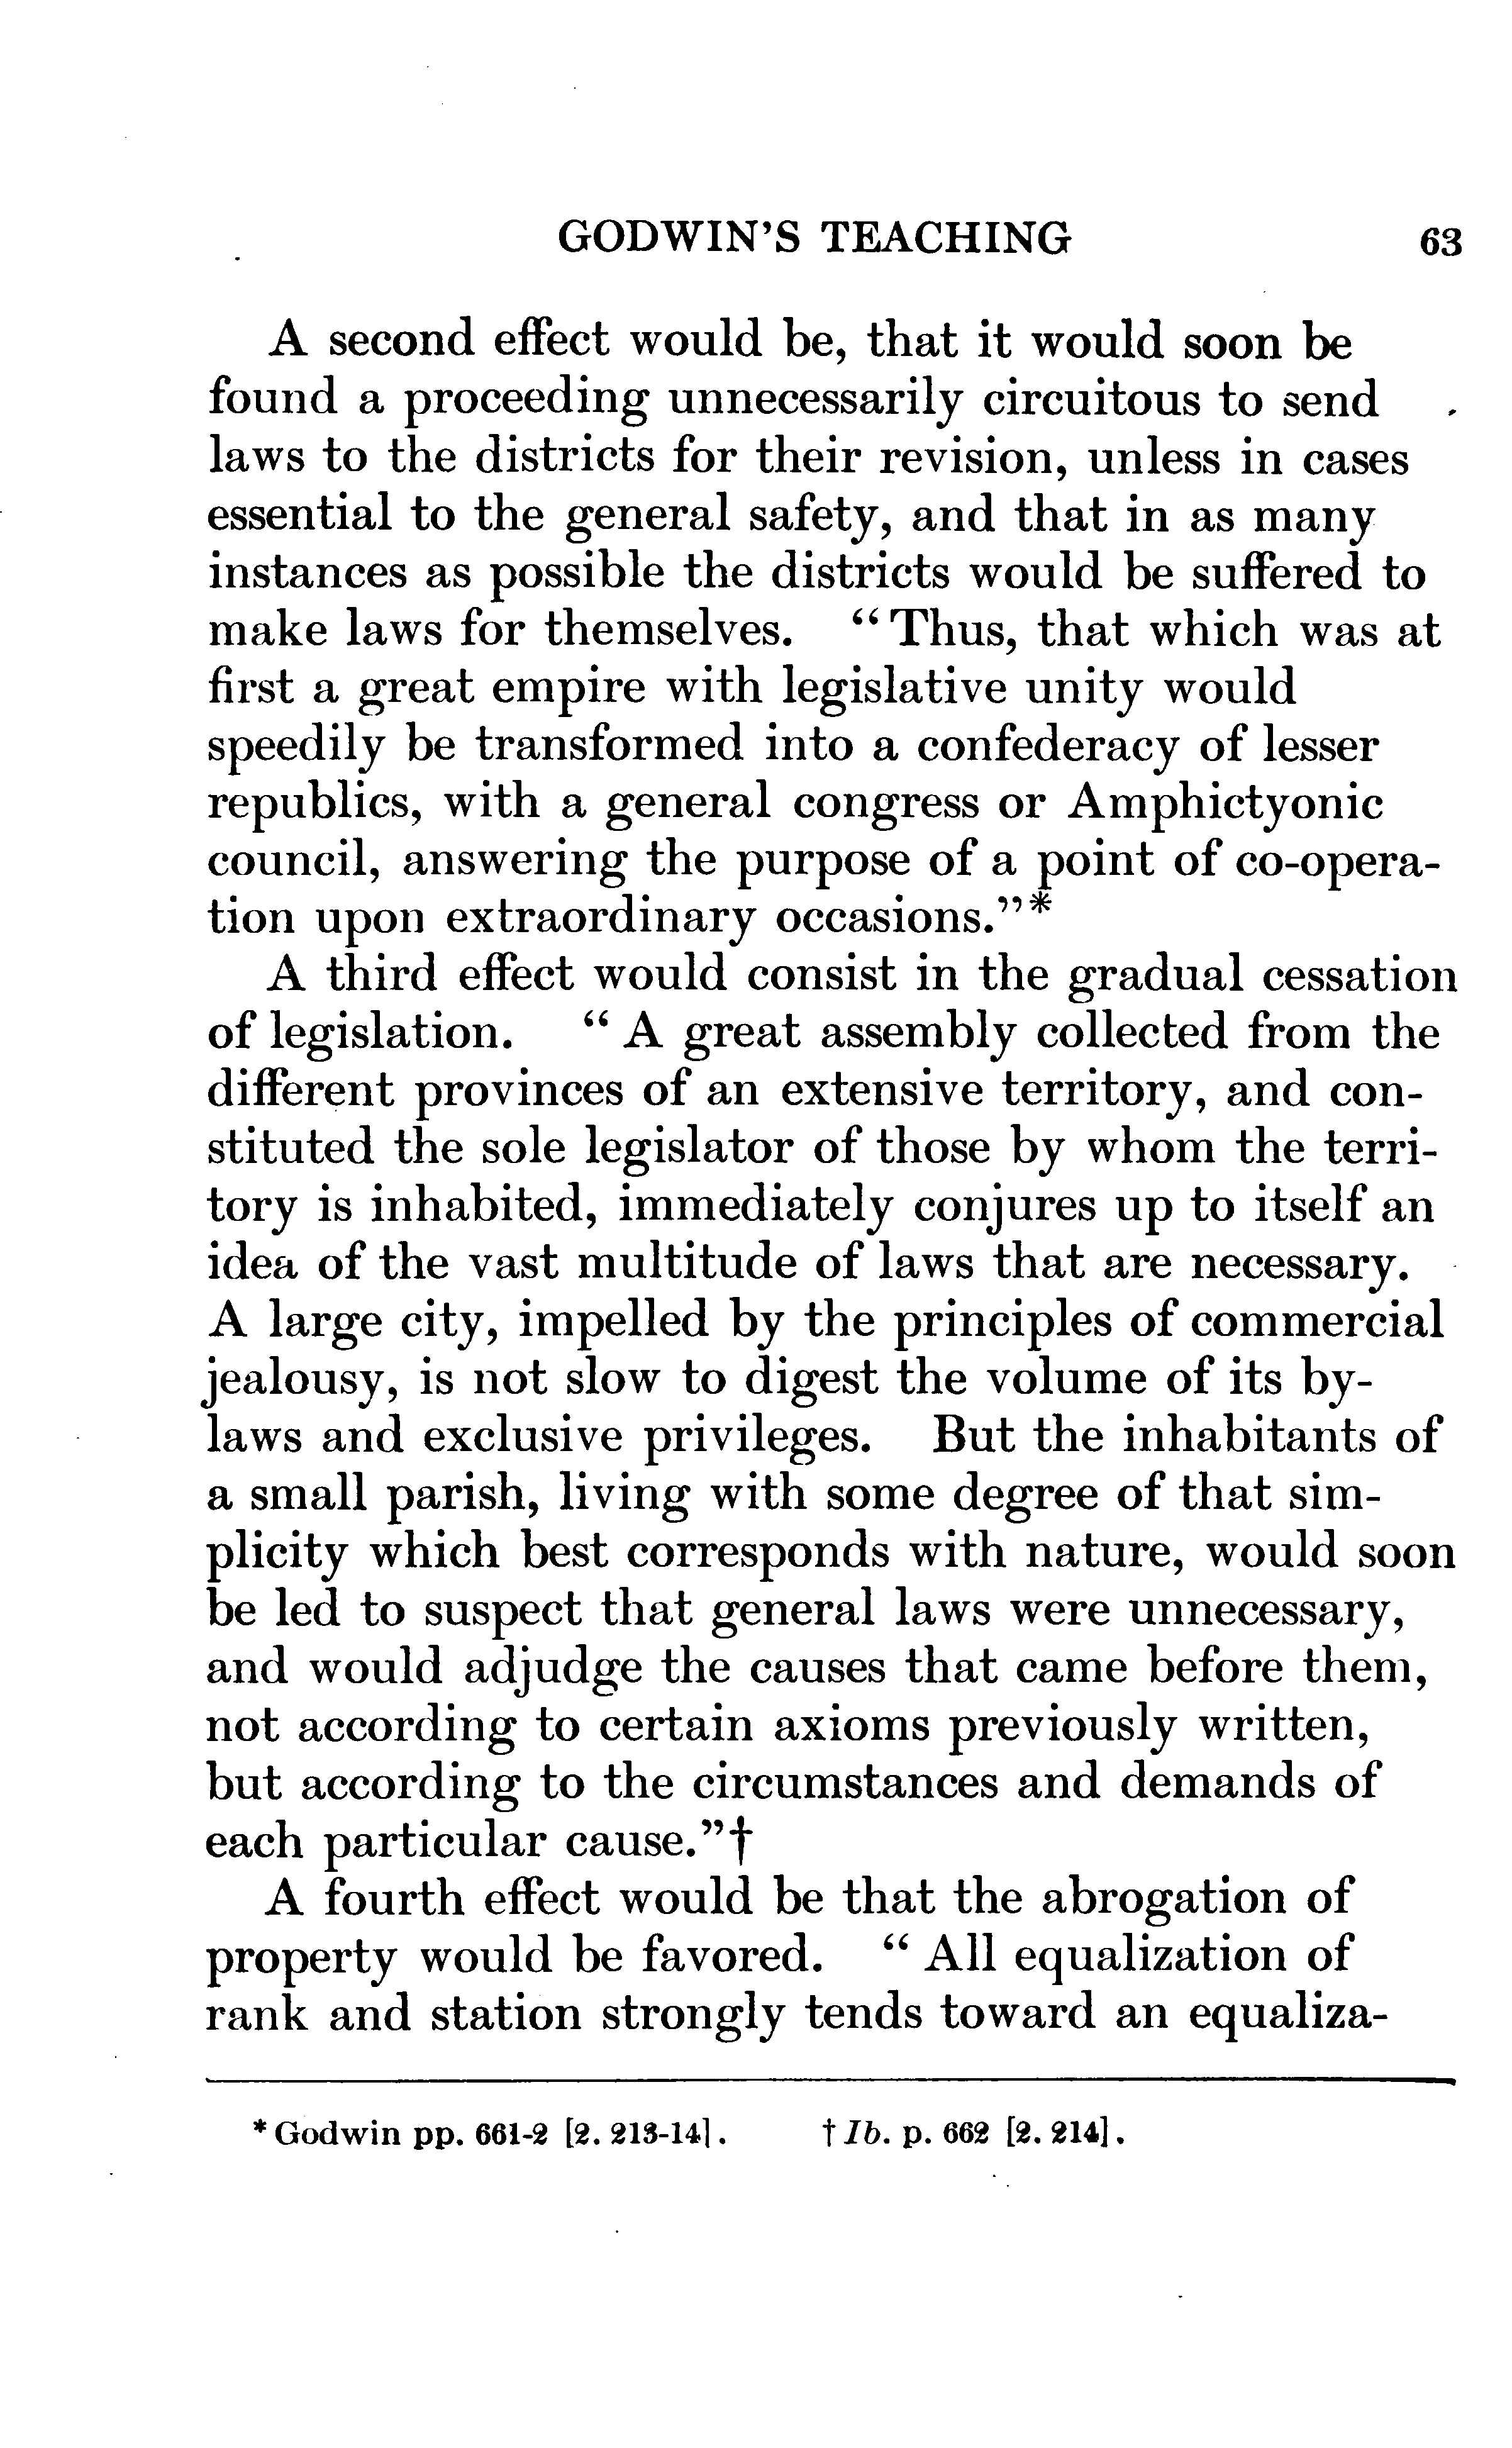 GODWIN'S TEACHING 63
A second effect would be, that it would soon be
found a proceeding unnecessarily circuitous to send
laws to the districts for their revision, unless in cases
essential to the general safety, and that in as many
instances as possible the districts would be suffered to
make laws for themselves. “Thus, that which was at
first a great empire with legislative unity would
speedily be transformed into a confederacy of lesser
republics, with a general congress or Amphictyonic
council, answering the purpose of a point of co-opera-
tion upon extraordinary occasions.”*
A third effect would consist in the gradual cessation
of legislation. “A great assembly collected from the
different provinces of an extensive territory, and con-
stituted the sole legislator of those by whom the terri-
tory is inhabited, immediately conjures up to itself an
idea of the vast multitude of laws that are necessary.
A large city, impelled by the principles of commercial
jealousy, is not slow to digest the volume of its by-
laws and exclusive privileges. But the inhabitants of
a small parish, living with some degree of that sim-
plicity which best corresponds with nature, would soon
be led to suspect that general laws were unnecessary,
and would adjudge the causes that came before them,
not according to certain axioms previously written,
but according to the circumstances and demands of
each particular cause.”†
A fourth effect would be that the abrogation of
property would be favored. “All equalization of
rank and station strongly tends toward an equaliza-
* Godwin pp. 661-2 [2. 213-14]. † Ib. p. 662 [2. 214].